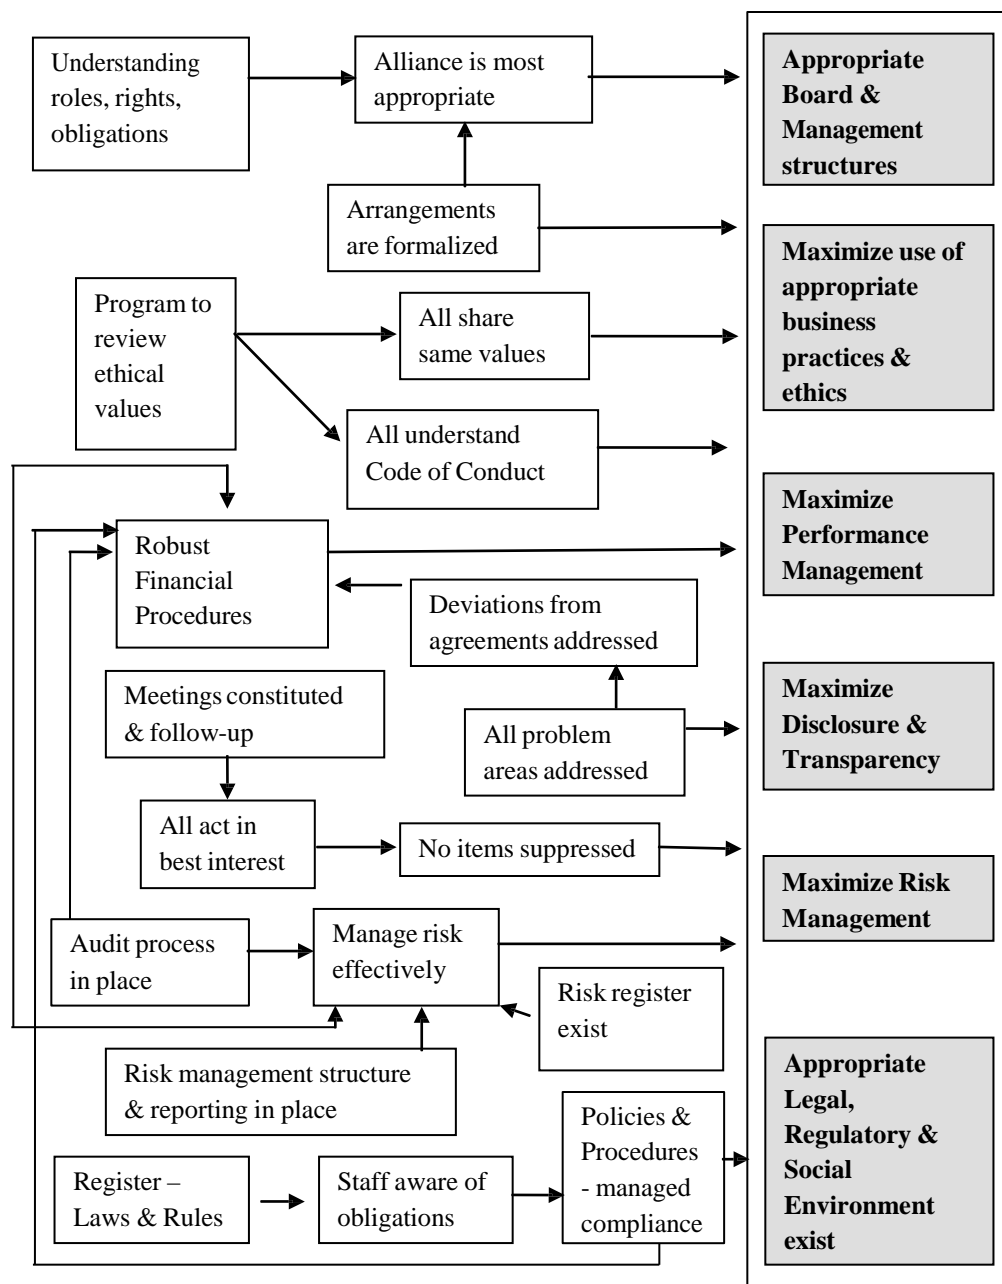 Understanding
roles, rights,
obligations
Alliance is most
appropriate
Appropriate
Board &
Management
structures
Arrangements
are formalized
Maximize use of
appropriate
business
practices &
ethics
Program to
review
ethical
values
All share
same values
All understand
Code of Conduct
Maximize
Performance
Management
Robust
Financial
Procedures
Deviations from
agreements addressed
Meetings constituted
& follow-up
All problem
areas addressed
Maximize
Disclosure &
Transparency
All act in
best interest
No items suppressed
Maximize Risk
Management
Audit process
in place
Manage risk
effectively
Risk register
exist
Risk management structure
& reporting in place
Appropriate
Legal,
Regulatory &
Social
Environment
exist
Register –
Laws & Rules
Staff aware of
obligations
Policies &
Procedures
- managed
compliance